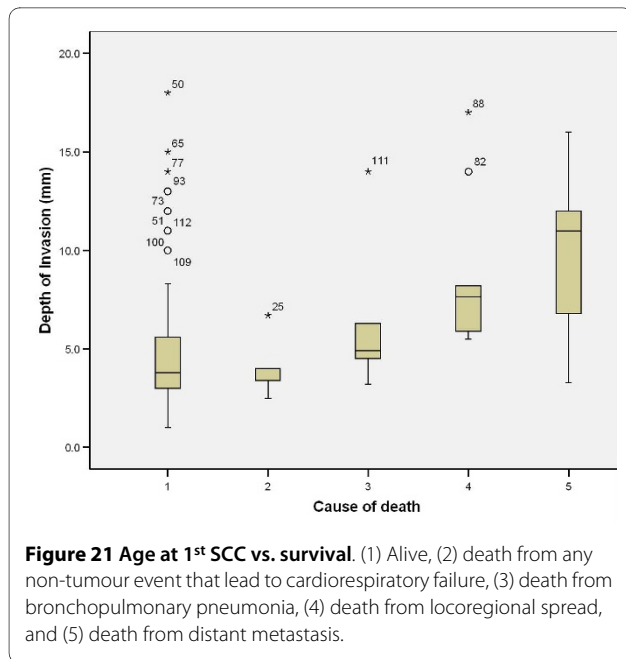 20.0
15.0
10.0
5.0
0.0
Depth of Invasion (mm)
50
65
77
93
73
51 112
100
109
25
111
88
82
1 2 3 4 5
Cause of death
Figure 21 Age at 1st SCC vs. survival. (1) Alive, (2) death from any
non-tumour event that lead to cardiorespiratory failure, (3) death from
bronchopulmonary pneumonia, (4) death from locoregional spread,
and (5) death from distant metastasis.